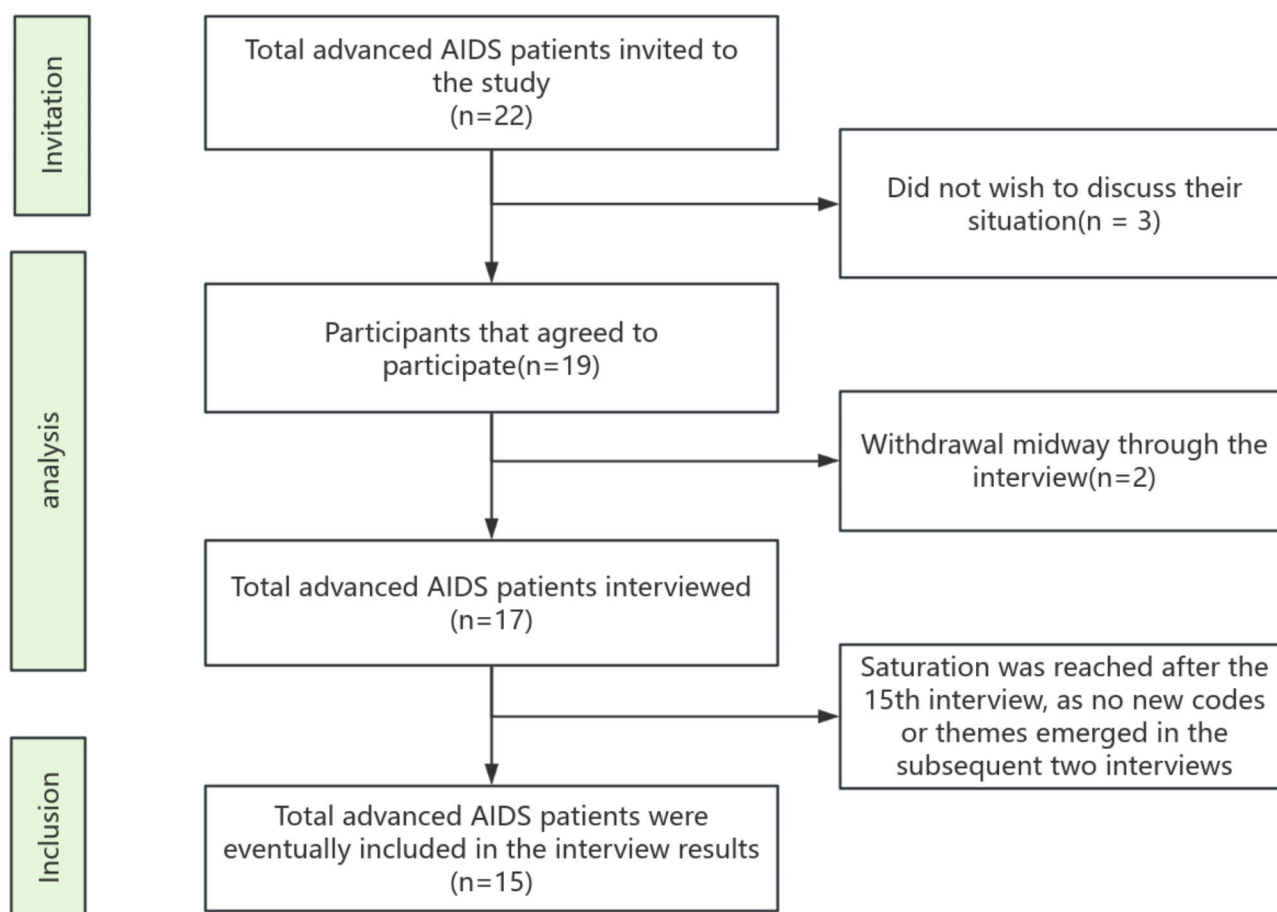 Invitation
Total advanced AIDS patients invited to
the study
(n=22)
Did not wish to discuss their
situation(n = 3)
analysis
Participants that agreed to
participate(n=19)
Withdrawal midway through the
interview(n=2)
Total advanced AIDS patients interviewed
(n=17)
Saturation was reached after the
15th interview, as no new codes
or themes emerged in the
subsequent two interviews
Inclusion
Total advanced AIDS patients were
eventually included in the interview results
(n=15)